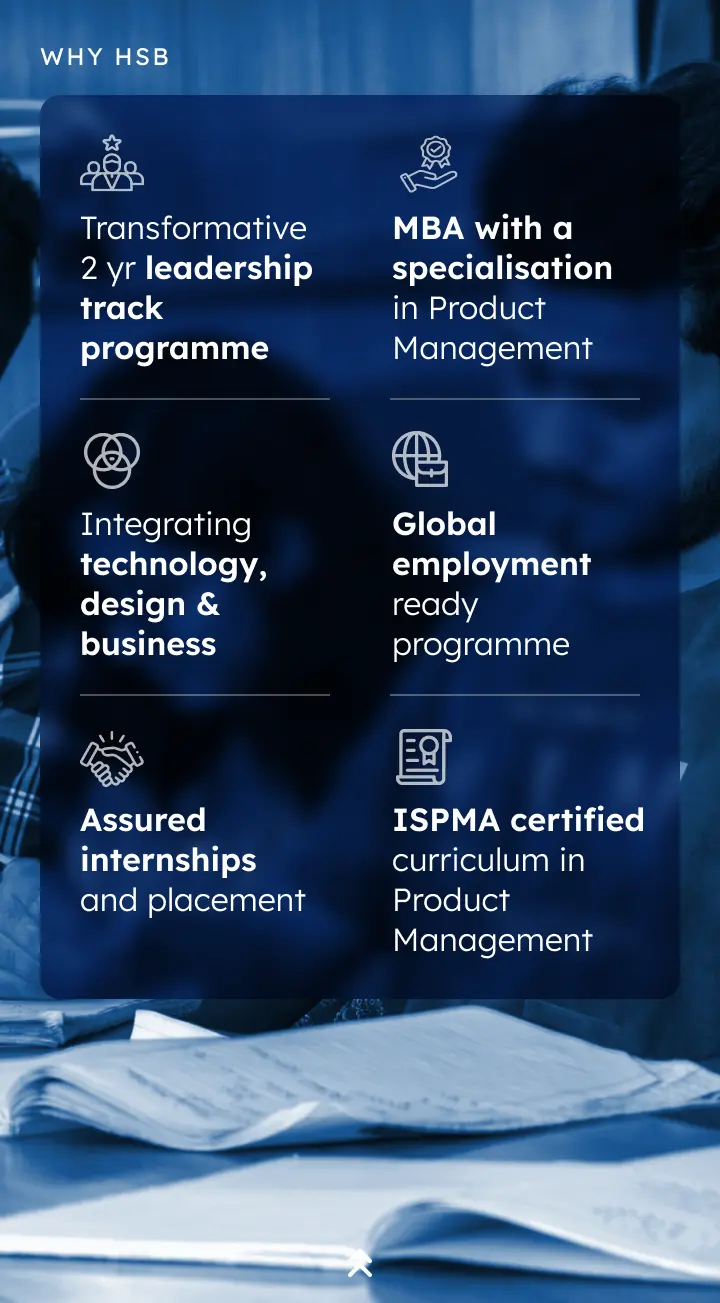 WHY HSB
Transformative
2 yr leadership
track
programme
MBA with a
specialisation
in Product
Management
Integrating
technology,
design &
business
Global
employment
ready
programme
Assured
internships
and placement
ISPMA certified
curriculum in
Product
Management